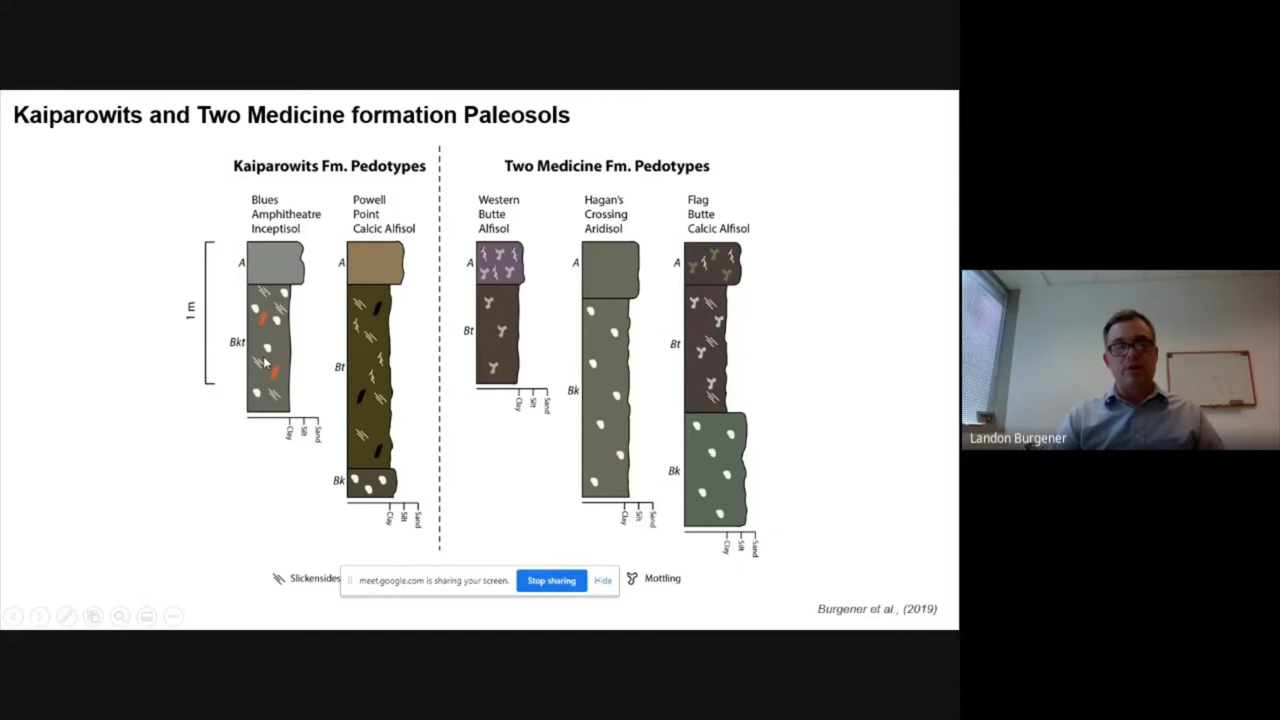 Kaiparowits and Two Medicine formation Paleosols
Kaiparowits Fm. Pedotypes
Two Medicine Fm. Pedotypes
Blues
Amphitheatre
Inceptisol
Powell
Point
Calcic Alfisol
Western
Butte
Alfisol
Hagan's
Crossing
Aridisol
Flag
Butte
Calcic Alfisol
1 m
A
Bkt
Clay
Silt
Sand
A
Bt
Bk
Clay
Silt
Sand
A
Bt
Clay
Silt
Sand
A
Bk
Clay
Silt
Sand
A
Bt
Bk
Clay
Silt
Sand
Slickensides
meet.google.com is sharing your screen.
Stop sharing
Hide
Mottling
Burgener et al., (2019)
Landon Burgener